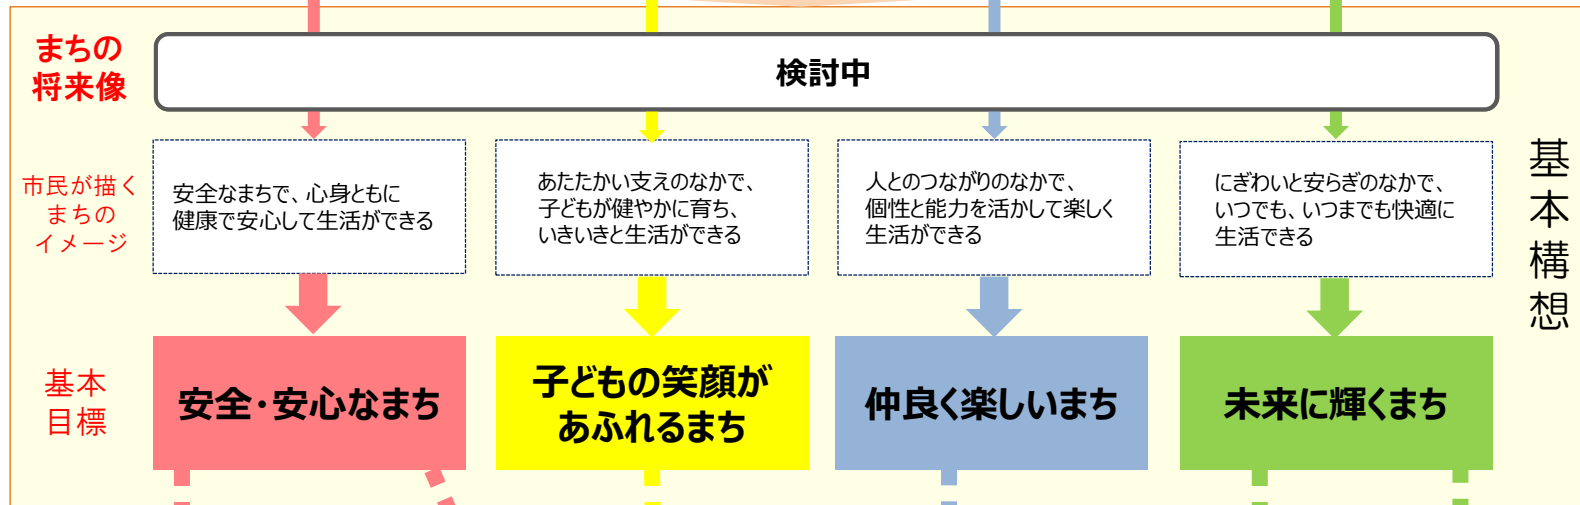 まちの
将来像
検討中
市民が描く
まちの
イメージ
安全なまちで、心身ともに
健康で安心して生活ができる
あたたかい支えのなかで、
子どもが健やかに育ち、
いきいきと生活ができる
人とのつながりのなかで、
個性と能力を活かして楽しく
生活ができる
にぎわいと安らぎのなかで、
いつでも、いつまでも快適に
生活できる
基本構想
基本
目標
安全・安心なまち
子どもの笑顔が
あふれるまち
仲良く楽しいまち
未来に輝くまち